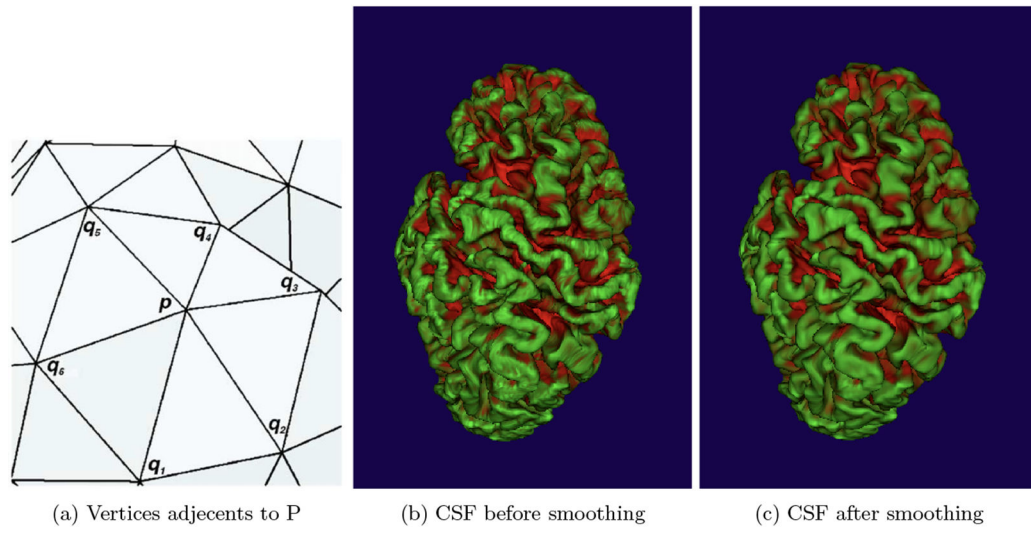 q5
q4
q3
p
q6
q2
q1
(a) Vertices adjecents to P
(b) CSF before smoothing
(c) CSF after smoothing